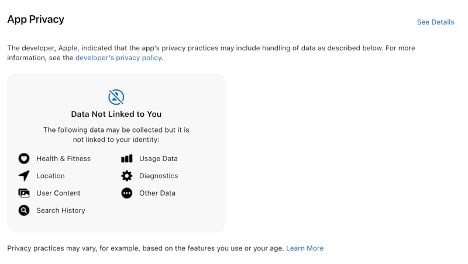 App Privacy
See Details
The developer, Apple, indicated that the app's privacy practices may include handling of data as described below. For more
information, see the developer's privacy policy.
Data Not Linked to You
The following data may be collected but it is
not linked to your identity:
Health & Fitness
Usage Data
Location
Diagnostics
User Content
Other Data
Search History
Privacy practices may vary, for example, based on the features you use or your age. Learn More